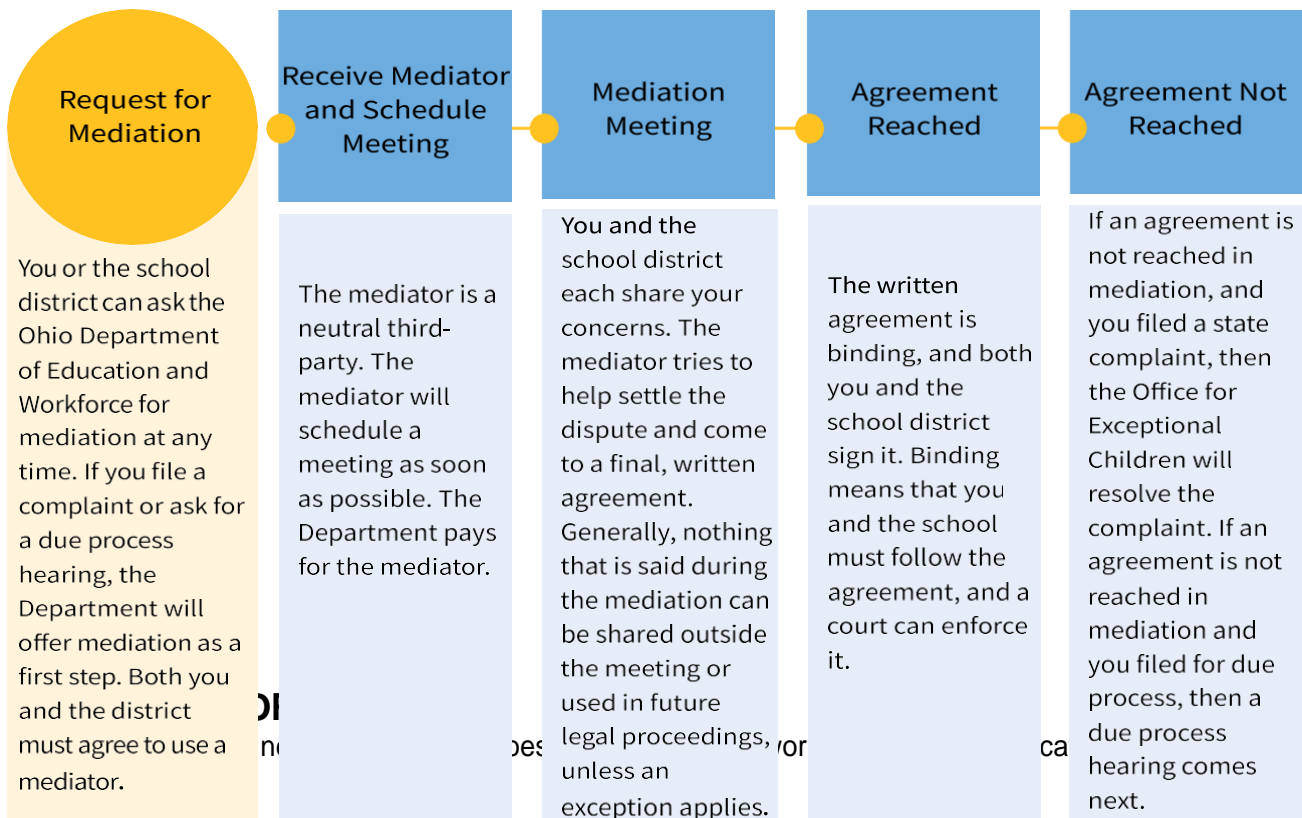 Request for
Mediation
You or the school
district can ask the
Ohio Department
of Education and
Workforce for
mediation at any
time. If you file a
complaint or ask for
a due process
hearing, the
Department will
offer mediation as a
first step. Both you
and the district
must agree to use a
mediator.
Receive Mediator
and Schedule
Meeting
The mediator is a
neutral third-
party. The
mediator will
schedule a
meeting as soon
as possible. The
Department pays
for the mediator.
Mediation
Meeting
You and the
school district
each share your
concerns. The
mediator tries to
help settle the
dispute and come
to a final, written
agreement.
Generally, nothing
that is said during
the mediation can
be shared outside
the meeting or
used in future
legal proceedings,
unless an
exception applies.
Agreement
Reached
The written
agreement is
binding, and both
you and the
school district
sign it. Binding
means that you
and the school
must follow the
agreement, and a
court can enforce
it.
Agreement Not
Reached
If an agreement is
not reached in
mediation, and
you filed a state
complaint, then
the Office for
Exceptional
Children will
resolve the
complaint. If an
agreement is not
reached in
mediation and
you filed for due
process, then a
due process
hearing comes
next.